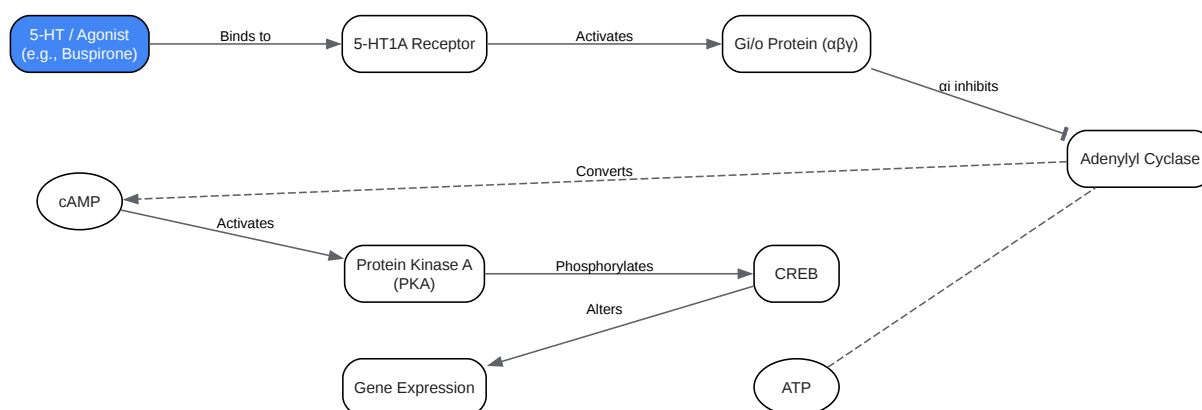 5-HT / Agonist
(e.g., Buspirone)
Binds to
5-HT1A Receptor
Activates
Gi/o Protein (αβγ)
αi inhibits
Adenylyl Cyclase
Converts
cAMP
Activates
Protein Kinase A
(PKA)
Phosphorylates
CREB
Alters
Gene Expression
ATP